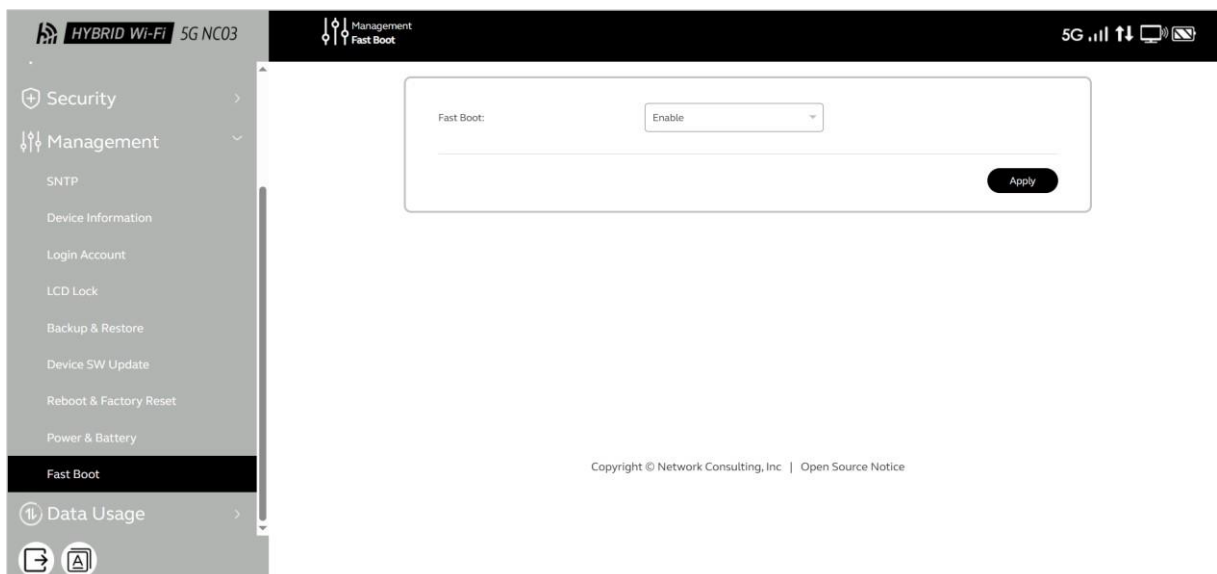 HYBRID Wi-Fi 5G NC03
Management
Fast Boot
5G
Security
Management
SNTP
Device Information
Login Account
LCD Lock
Backup & Restore
Device SW Update
Reboot & Factory Reset
Power & Battery
Fast Boot
Data Usage
A
Fast Boot:
Enable
Apply
Copyright © Network Consulting, Inc | Open Source Notice